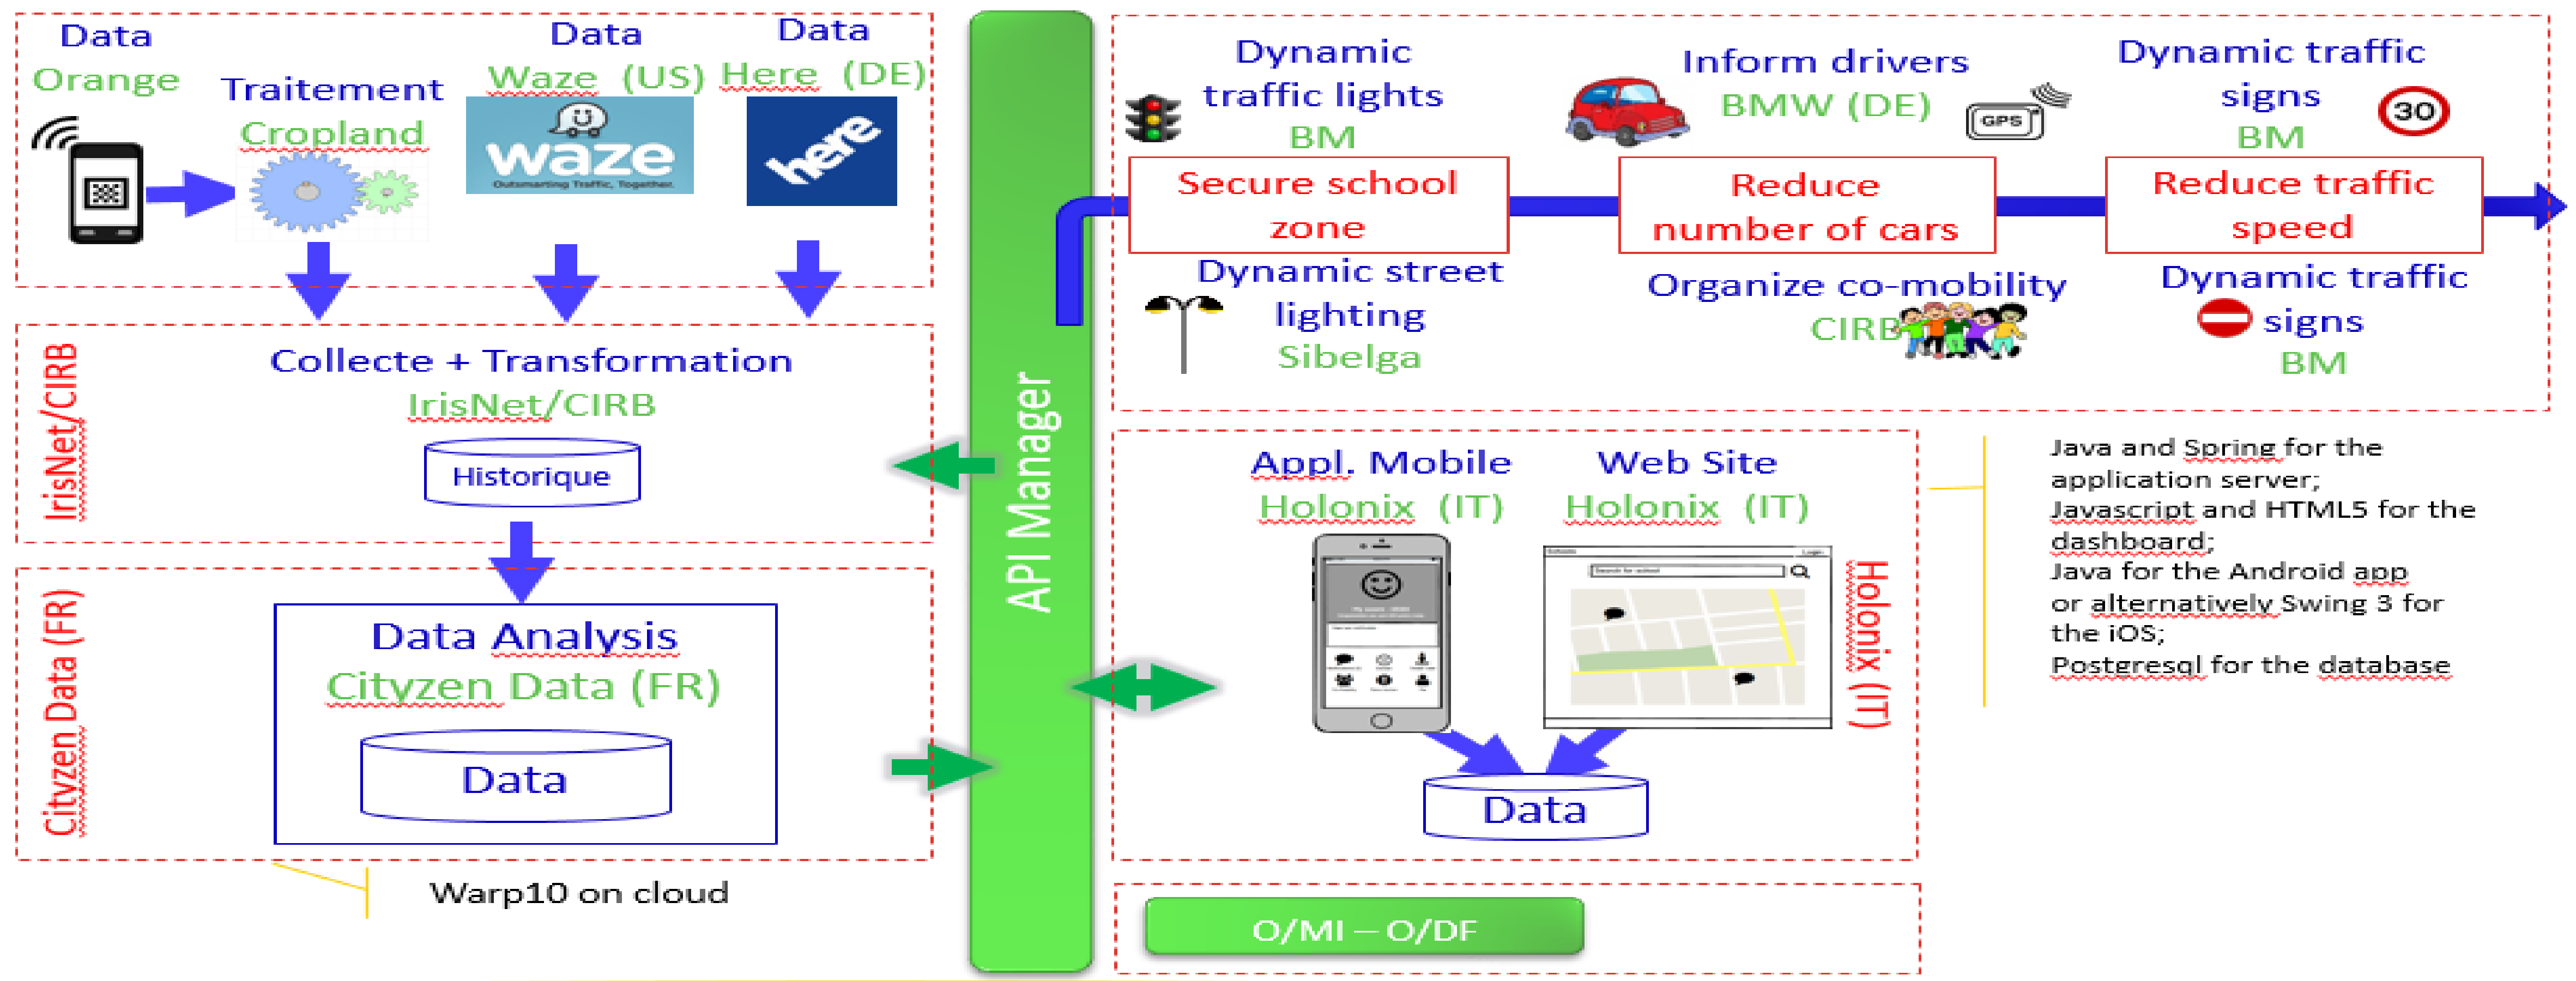 Data
Orange
Traitement
Cropland
Data
Waze (US)
waze
Outsmarting Traffic, Together.
Data
Here (DE)
here
IrisNet/CIRB
Collecte + Transformation
IrisNet/CIRB
Historique
Cityzen Data (FR)
Data Analysis
Cityzen Data (FR)
Data
Warp10 on cloud
API Manager
Dynamic
traffic lights
BM
Secure school
zone
Dynamic street
lighting
Sibelga
Inform drivers
BMW (DE)
GPS
Reduce
number of cars
Organize co-mobility
CIRB
Dynamic traffic
signs
BM
30
Reduce traffic
speed
Dynamic traffic
signs
BM
Appl. Mobile
Holonix (IT)
Web Site
Holonix (IT)
Login
Search for school
Holonix (IT)
Data
Java and Spring for the
application server;
Javascript and HTML5 for the
dashboard;
Java for the Android app
or alternatively Swing 3 for
the iOS;
Postgresql for the database
O/MI – O/DF